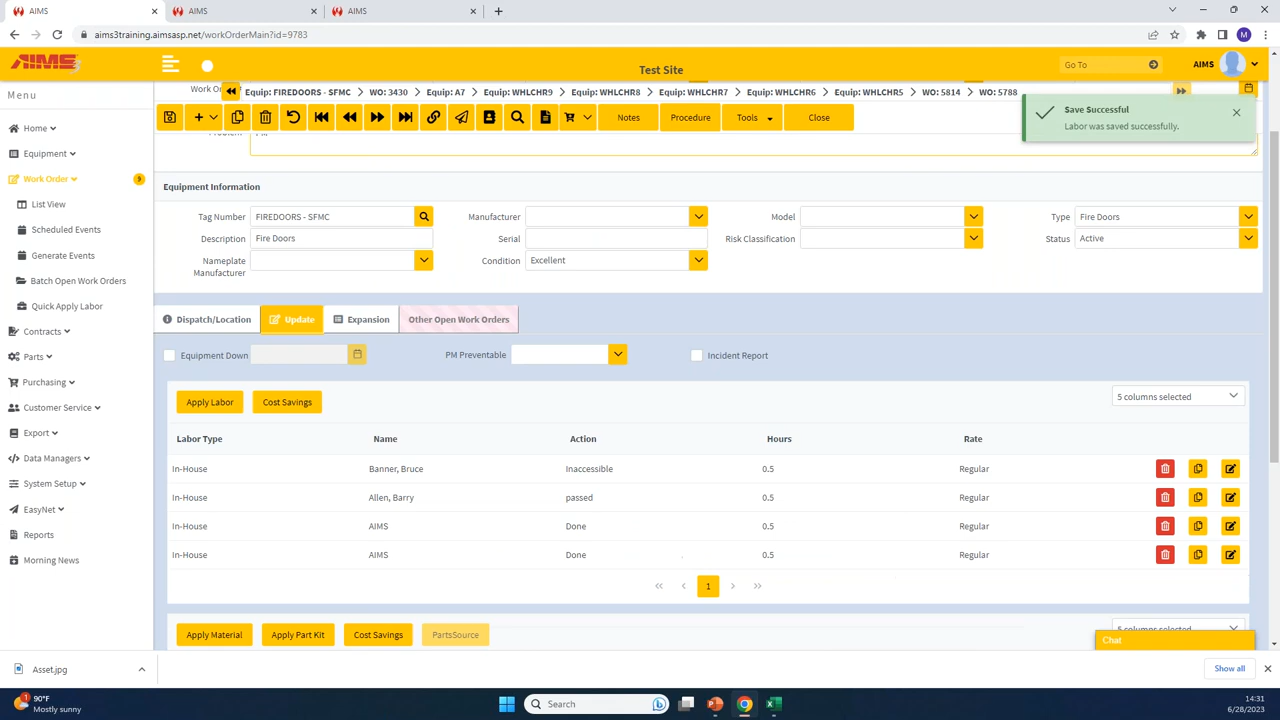 AIMS
AIMS
AIMS
aims3training.aimsasp.net/workOrderMain?id=9783
M
AIMS
Test Site
Go To
AIMS
Menu
Home
Equipment
Work Order
9
List View
Scheduled Events
Generate Events
Batch Open Work Orders
Quick Apply Labor
Contracts
Parts
Purchasing
Customer Service
Export
Data Managers
System Setup
EasyNet
Reports
Morning News
Equip: FIREDOORS - SFMC > WO: 3430 > Equip: A7 > Equip: WHLCHR9 > Equip: WHLCHR8 > Equip: WHLCHR7 > Equip: WHLCHR6 > Equip: WHLCHR5 > WO: 5814 > WO: 5788
Notes Procedure Tools Close
Save Successful
Labor was saved successfully.
Equipment Information
Tag Number FIREDOORS - SFMC Manufacturer Model Type Fire Doors
Description Fire Doors Serial Risk Classification Status Active
Nameplate Manufacturer Condition Excellent
Dispatch/Location Update Expansion Other Open Work Orders
Equipment Down PM Preventable Incident Report
Apply Labor Cost Savings 5 columns selected
Labor Type Name Action Hours Rate
In-House Banner, Bruce Inaccessible 0.5 Regular
In-House Allen, Barry passed 0.5 Regular
In-House AIMS Done 0.5 Regular
In-House AIMS Done 0.5 Regular
1
Apply Material Apply Part Kit Cost Savings PartsSource 5 columns selected
Chat
Asset.jpg
Show all
90°F
Mostly sunny
Search
14:31
6/28/2023